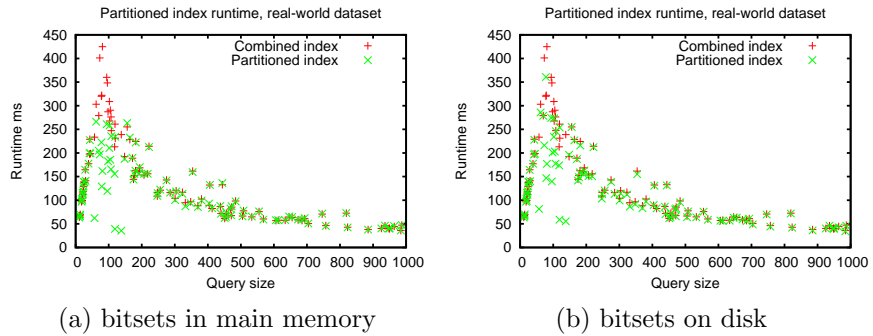 Partitioned index runtime, real-world dataset
450
400
350
300
250
200
150
100
50
0
Runtime ms
Combined index
Partitioned index
0 100 200 300 400 500 600 700 800 900 1000
Query size
(a) bitsets in main memory
Partitioned index runtime, real-world dataset
450
400
350
300
250
200
150
100
50
0
Runtime ms
Combined index
Partitioned index
0 100 200 300 400 500 600 700 800 900 1000
Query size
(b) bitsets on disk